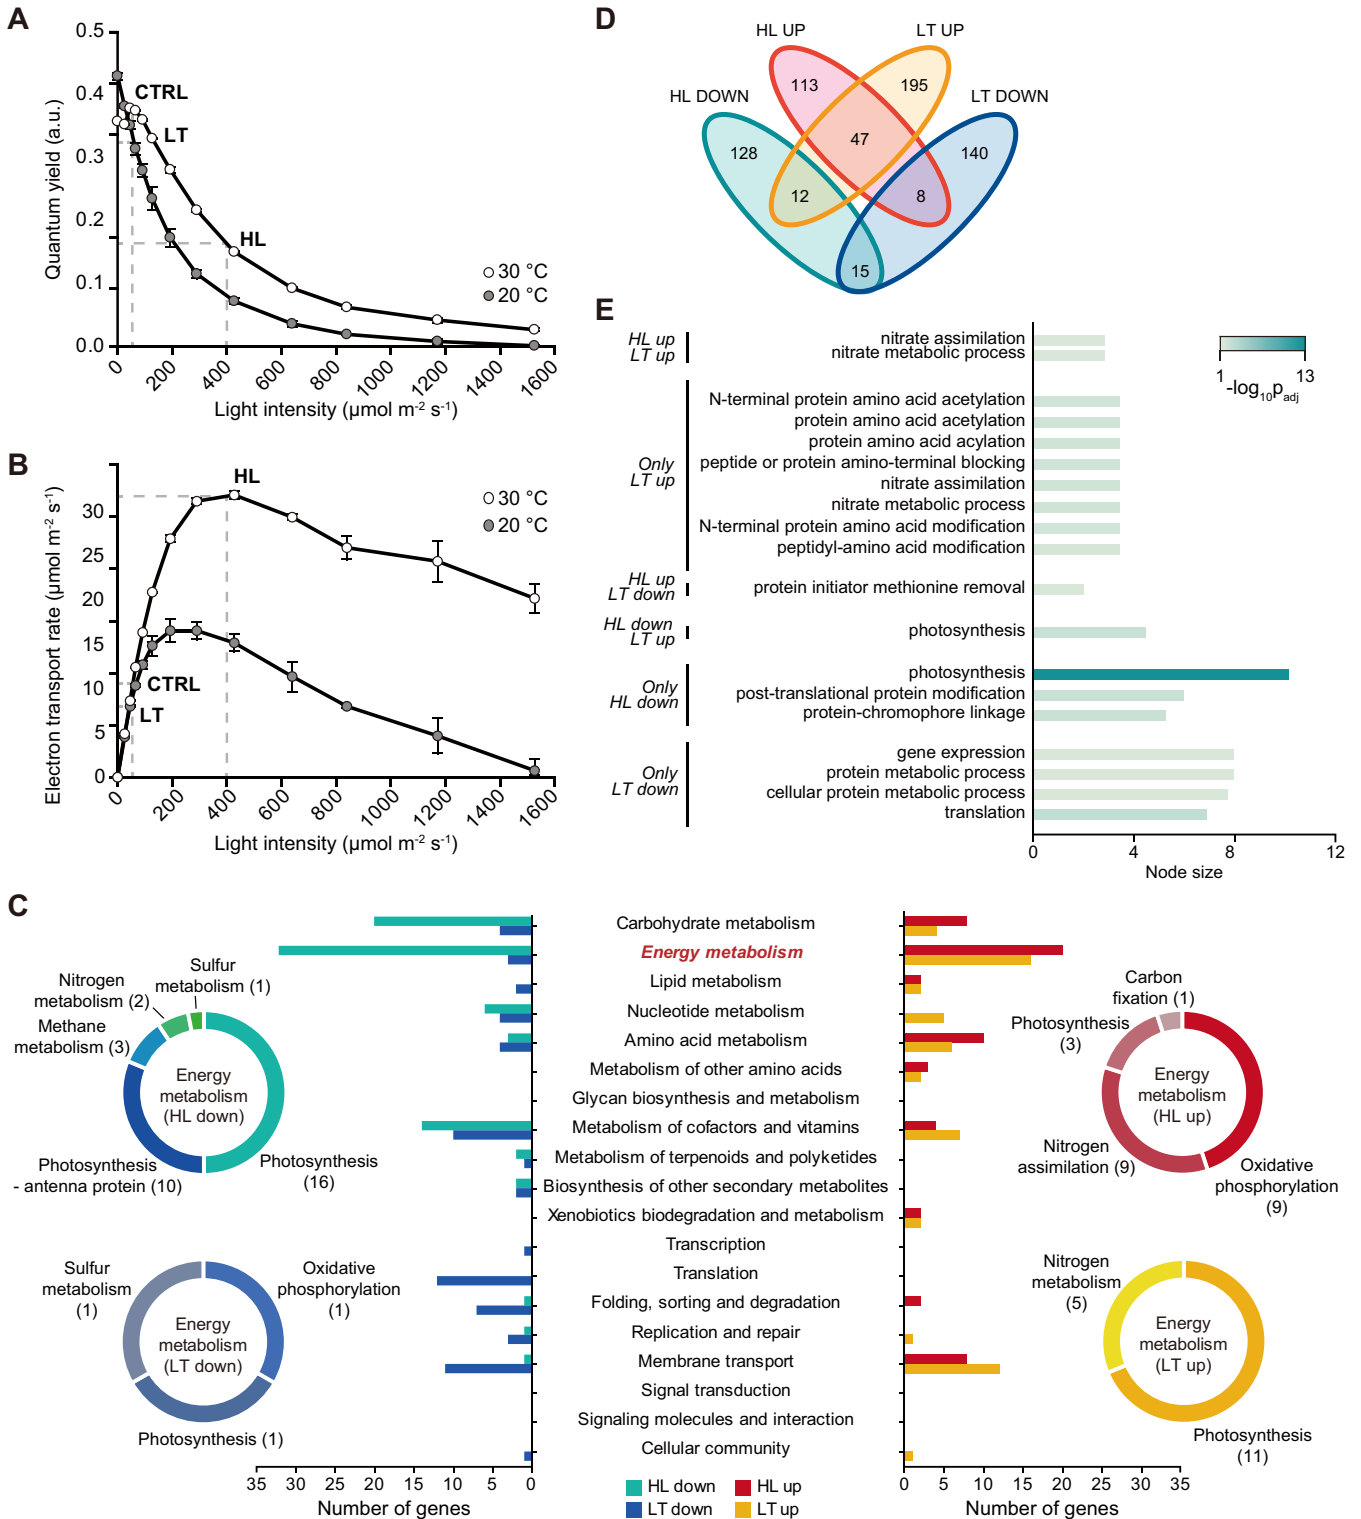 A
0.5
0.4
0.3
0.2
0.1
0.0
Quantum yield (a.u.)
CTRL
LT
HL
30 °C
20 °C
0
200
400
600
800
1000
1200
1400
1600
Light intensity (µmol m-2 s-1)
B
30
25
20
15
10
5
0
Electron transport rate (µmol m-2 s-1)
HL
CTRL
LT
30 °C
20 °C
0
200
400
600
800
1000
1200
1400
1600
Light intensity (µmol m-2 s-1)
D
HL UP
LT UP
HL DOWN
LT DOWN
113
195
128
47
140
12
8
15
E
HL up
LT up
nitrate assimilation
nitrate metabolic process
Only
LT up
N-terminal protein amino acid acetylation
protein amino acid acetylation
protein amino acid acylation
peptide or protein amino-terminal blocking
nitrate assimilation
nitrate metabolic process
N-terminal protein amino acid modification
peptidyl-amino acid modification
HL up
LT down
protein initiator methionine removal
HL down
LT up
photosynthesis
Only
HL down
photosynthesis
post-translational protein modification
protein-chromophore linkage
Only
LT down
gene expression
protein metabolic process
cellular protein metabolic process
translation
1 13
-log10padj
0 4 8 12
Node size
C
Carbohydrate metabolism
Energy metabolism
Lipid metabolism
Nucleotide metabolism
Amino acid metabolism
Metabolism of other amino acids
Glycan biosynthesis and metabolism
Metabolism of cofactors and vitamins
Metabolism of terpenoids and polyketides
Biosynthesis of other secondary metabolites
Xenobiotics biodegradation and metabolism
Transcription
Translation
Folding, sorting and degradation
Replication and repair
Membrane transport
Signal transduction
Signaling molecules and interaction
Cellular community
Sulfur
metabolism (1)
Nitrogen
metabolism (2)
Methane
metabolism (3)
Energy
metabolism
(HL down)
Photosynthesis
- antenna protein (10)
Photosynthesis
(16)
Sulfur
metabolism
(1)
Oxidative
phosphorylation
(1)
Energy
metabolism
(LT down)
Photosynthesis (1)
Carbon
fixation (1)
Photosynthesis
(3)
Energy
metabolism
(HL up)
Nitrogen
assimilation (9)
Oxidative
phosphorylation
(9)
Nitrogen
metabolism
(5)
Energy
metabolism
(LT up)
Photosynthesis
(11)
35 30 25 20 15 10 5 0
Number of genes
HL down
LT down
HL up
LT up
0 5 10 15 20 25 30 35
Number of genes